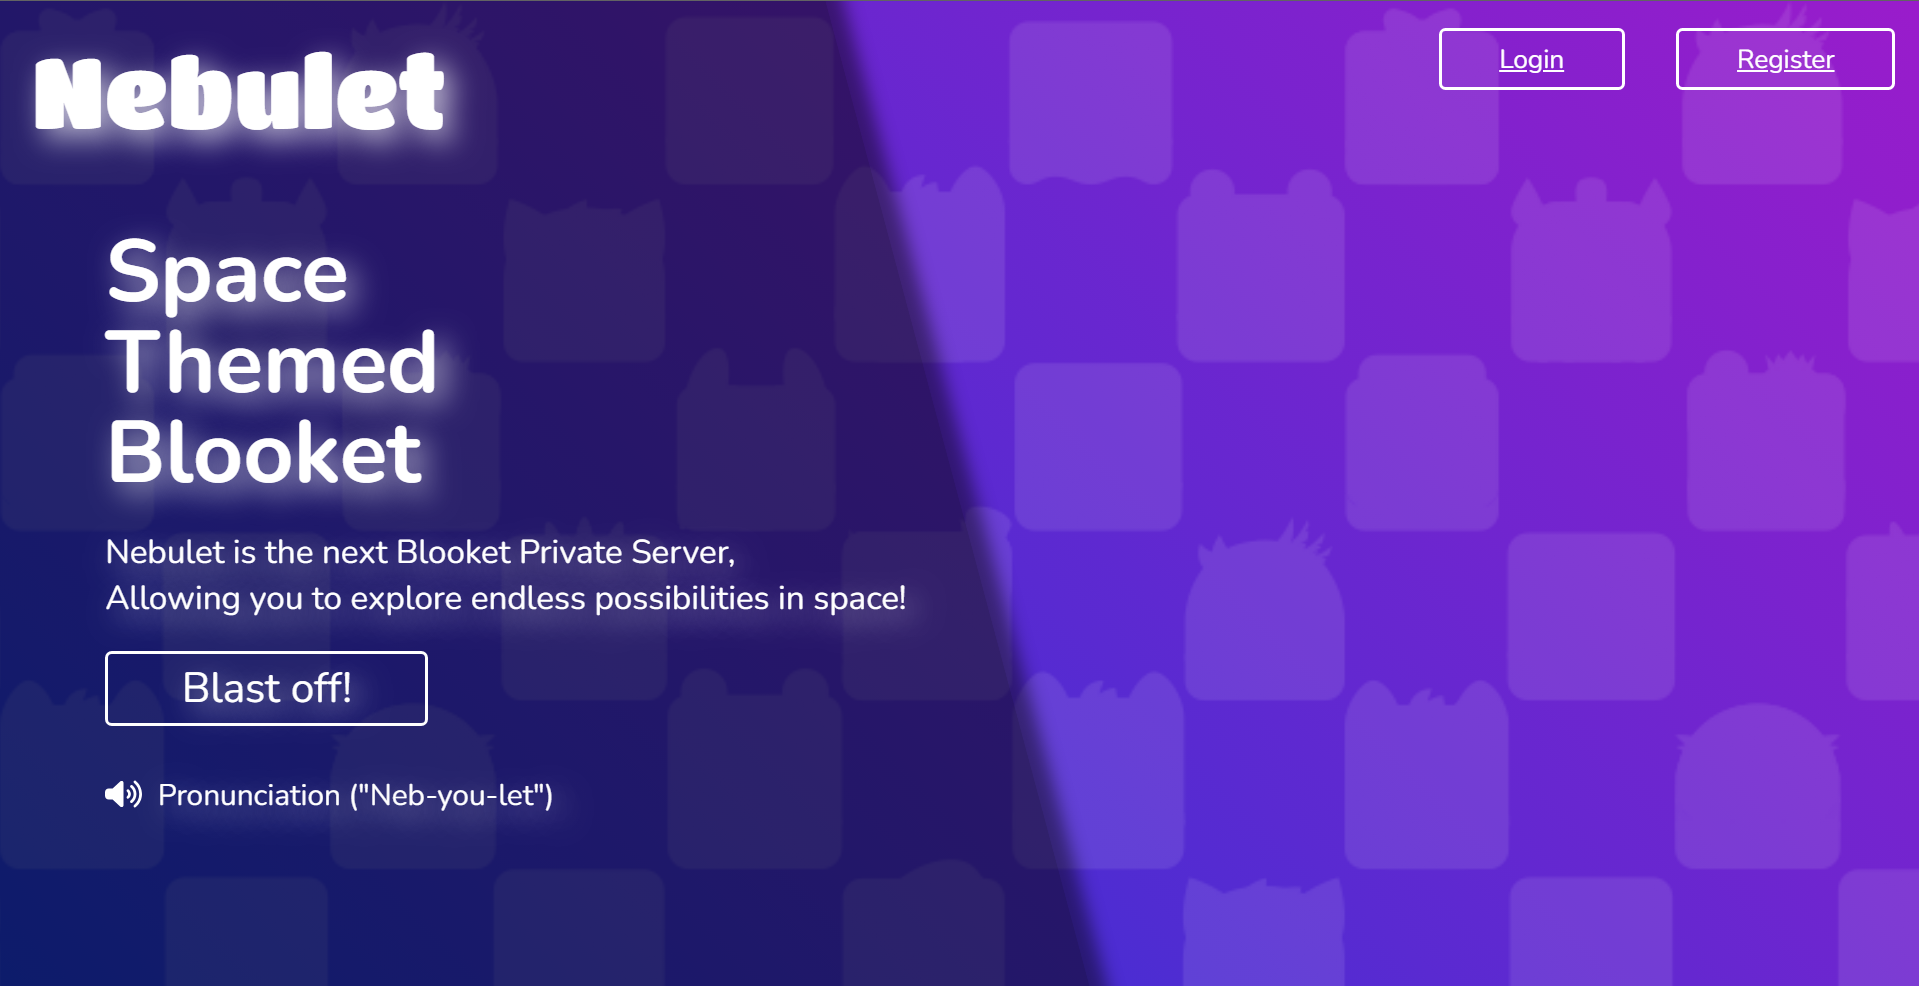 Nebulet
Login
Register
Space
Themed
Blooket
Nebulet is the next Blooket Private Server,
Allowing you to explore endless possibilities in space!
Blast off!
Pronunciation ("Neb-you-let")